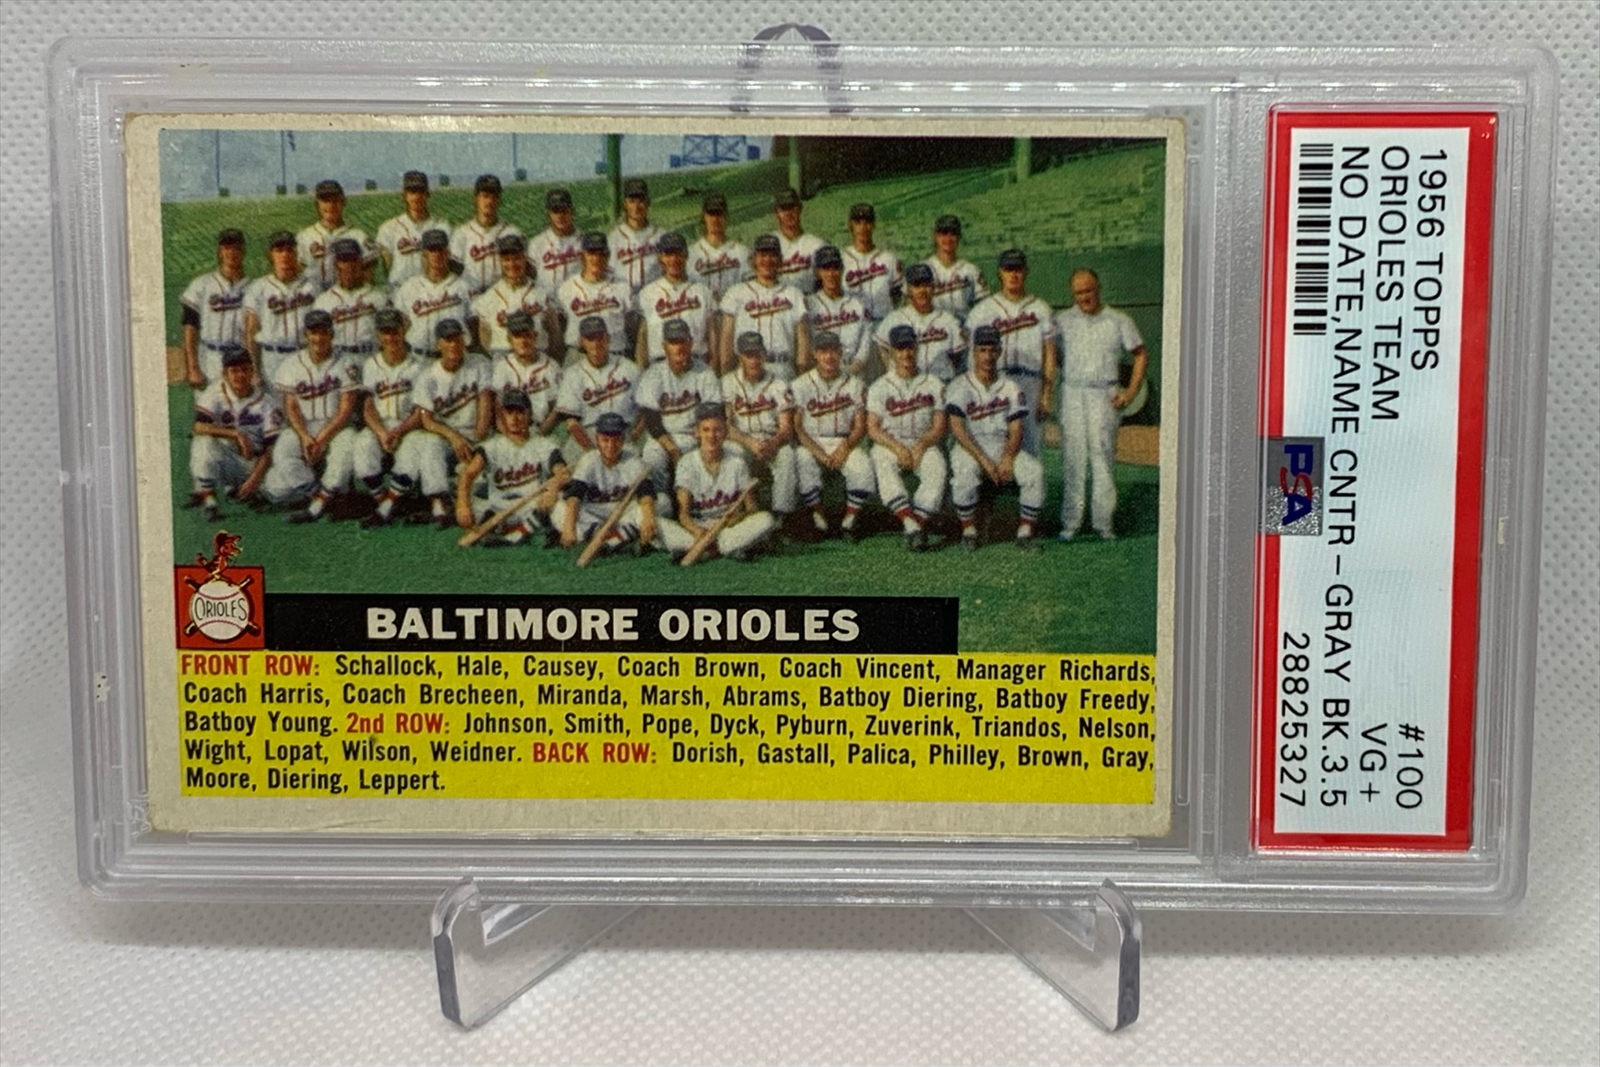 ORIOLES
BALTIMORE ORIOLES
FRONT ROW: Schallock, Hale, Causey, Coach Brown, Coach Vincent, Manager Richards,
Coach Harris, Coach Brecheen, Miranda, Marsh, Abrams, Batboy Diering, Batboy Freedy,
Batboy Young. 2nd ROW: Johnson, Smith, Pope, Dyck, Pyburn, Zuverink, Triandos, Nelson,
Wight, Lopat, Wilson, Weidner. BACK ROW: Dorish, Gastall, Palica, Philley, Brown, Gray,
Moore, Diering, Leppert.
1956 TOPPS #100
ORIOLES TEAM VG+
NO DATE,NAME CNTR-GRAY BK.3.5
28825327
PSA